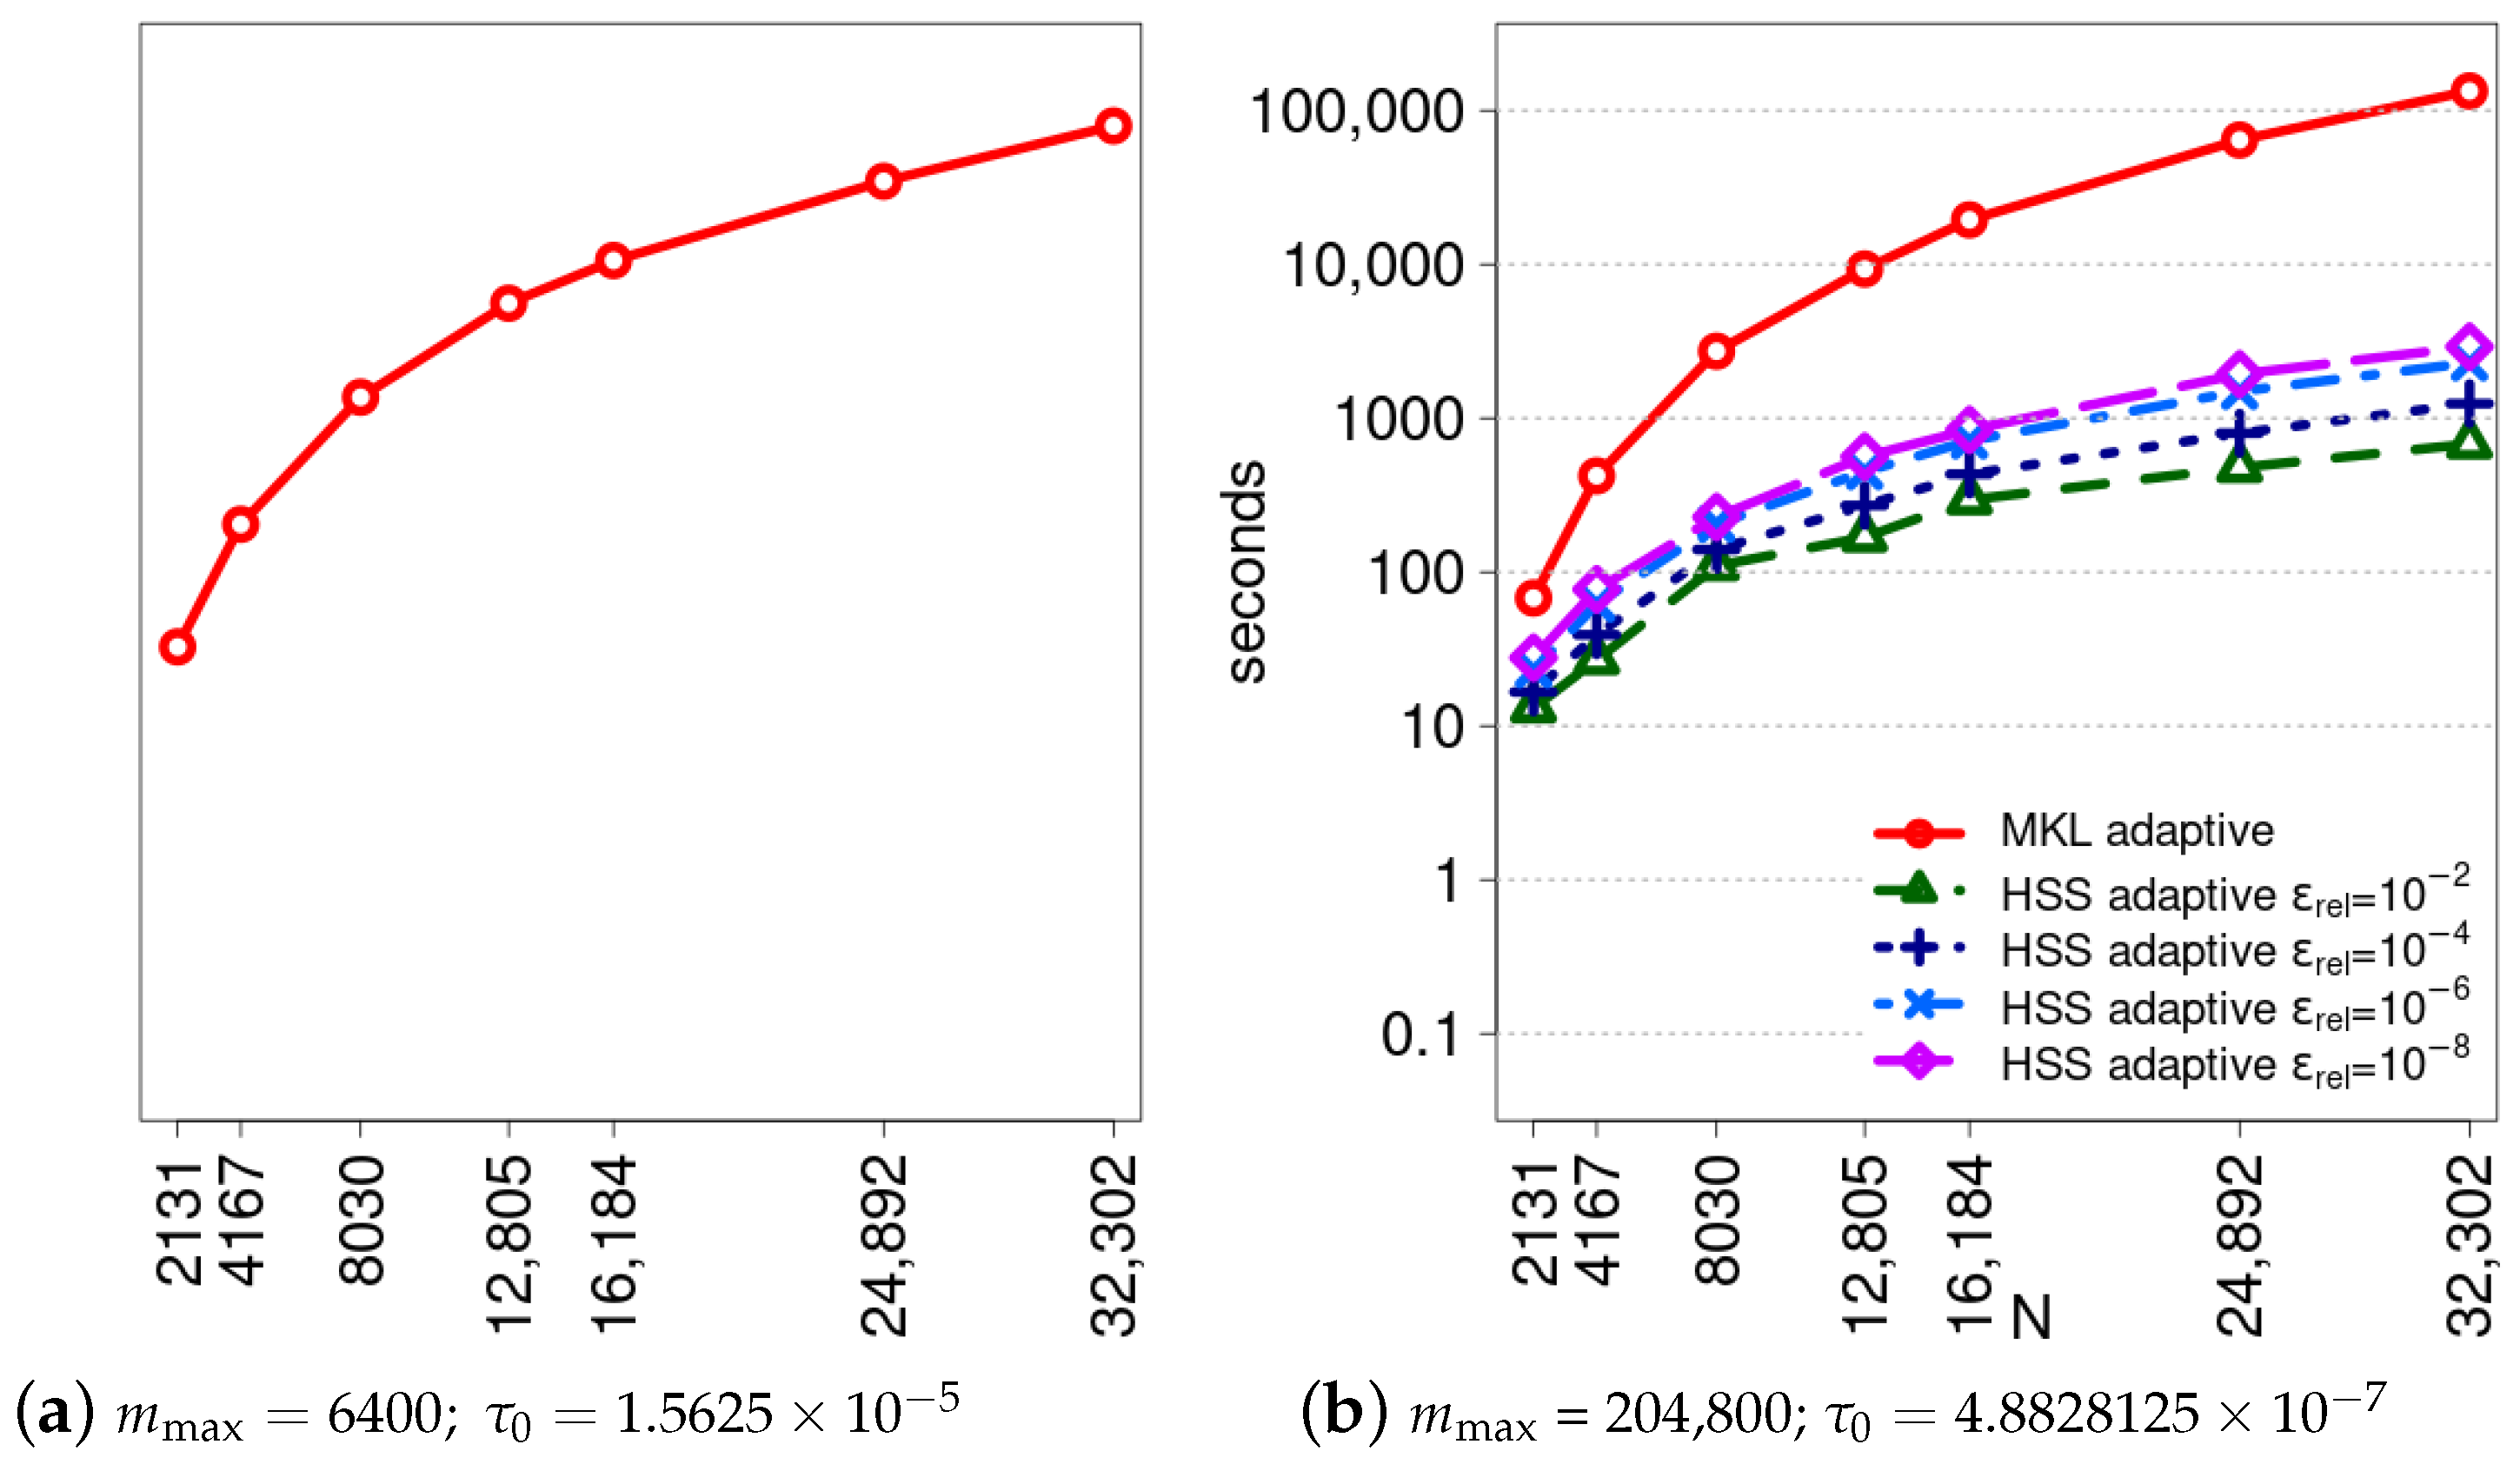 2131
4167
8030
12,805
16,184
24,892
32,302
(a) mmax = 6400; τ0 = 1.5625 × 10−5
seconds
100,000
10,000
1000
100
10
1
0.1
MKL adaptive
HSS adaptive εrel=10−2
HSS adaptive εrel=10−4
HSS adaptive εrel=10−6
HSS adaptive εrel=10−8
2131
4167
8030
12,805
16,184
N
24,892
32,302
(b) mmax = 204,800; τ0 = 4.8828125 × 10−7